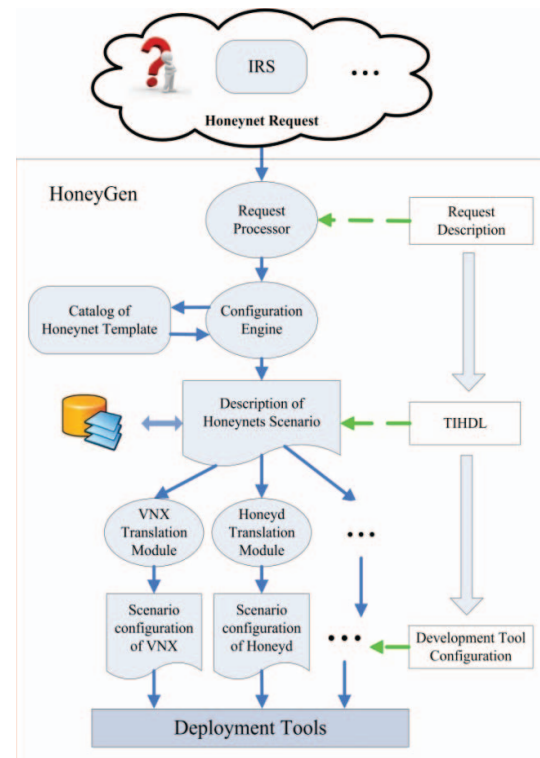 IRS
...
Honeynet Request
HoneyGen
Request
Processor
Request
Description
Catalog of
Honeynet Template
Configuration
Engine
Description of
Honeynets Scenario
TIHDL
VNX
Translation
Module
Honeyd
Translation
Module
...
Scenario
configuration
of VNX
Scenario
configuration
of Honeyd
...
Development Tool
Configuration
Deployment Tools